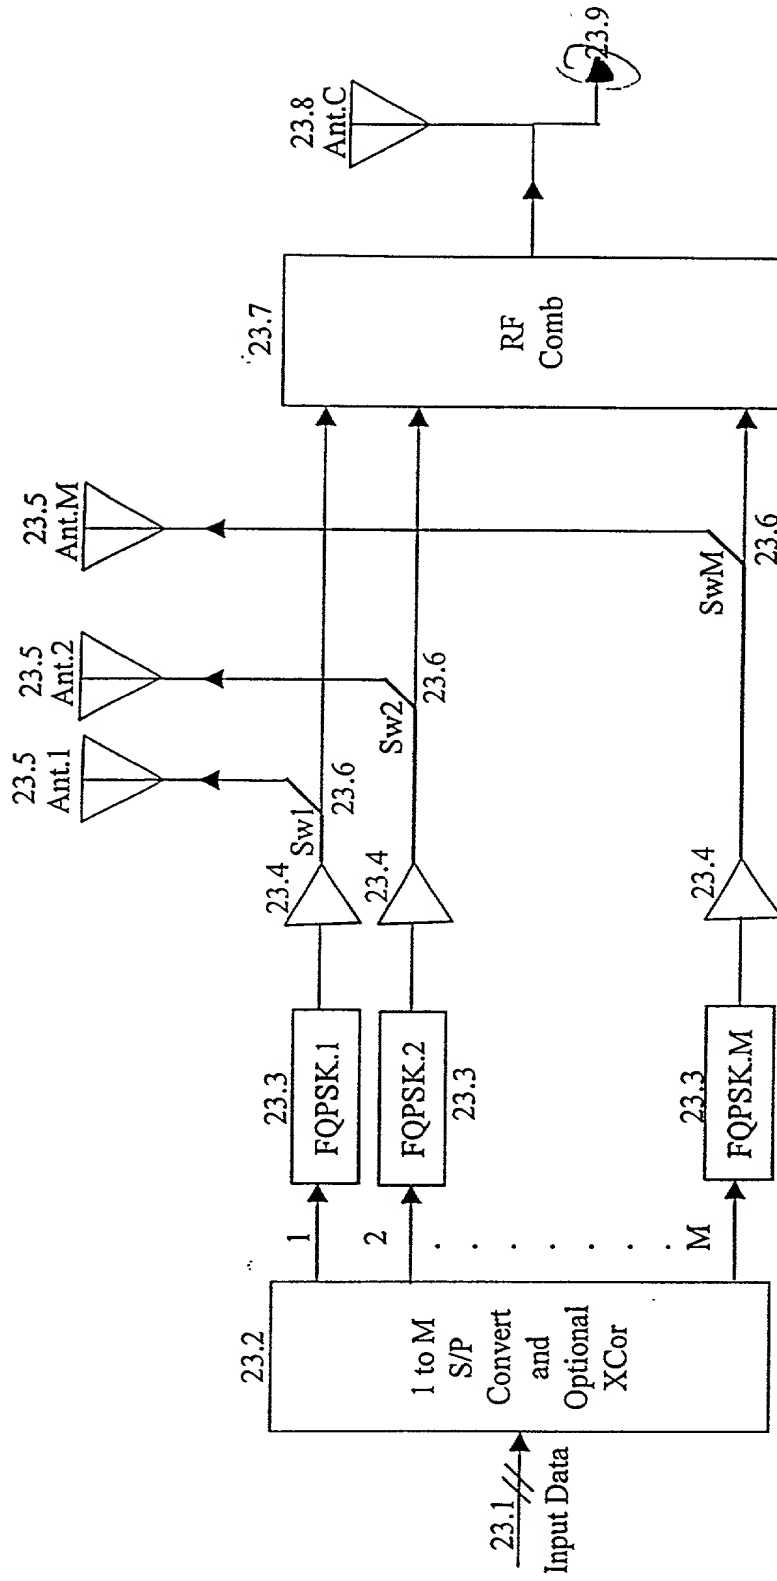 23.1
Input Data
23.2
1 to M
S/P
Convert
and
Optional
XCor
1
2
. . . . . . .
M
23.3
FQPSK.1
FQPSK.2
23.3
23.3
FQPSK.M
23.4
23.4
23.4
Sw1
23.6
Sw2
23.6
SwM
23.6
23.5
Ant.1
23.5
Ant.2
23.5
Ant.M
23.7
RF
Comb
23.8
Ant.C
23.9